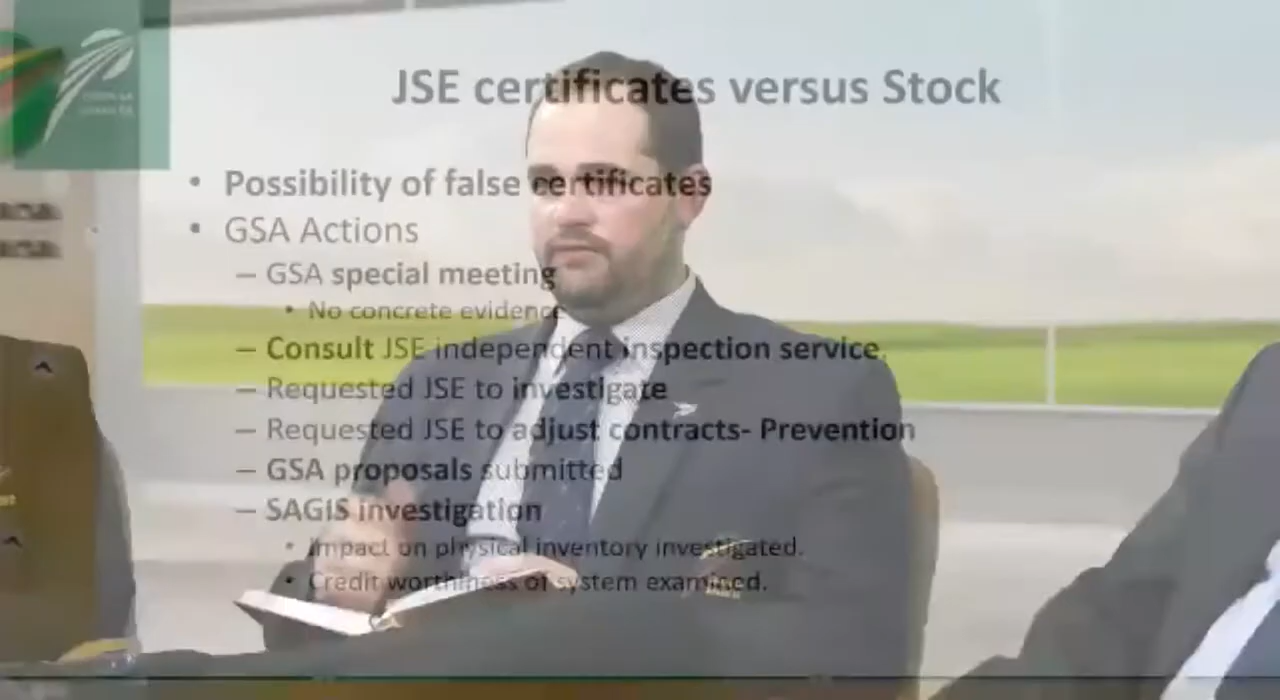 JSE certificates versus Stock
• Possibility of false certificates
• GSA Actions
– GSA special meeting
• No concrete evidence
– Consult JSE independent inspection service.
– Requested JSE to investigate
– Requested JSE to adjust contracts- Prevention
– GSA proposals submitted
– SAGIS investigation
• Impact on physical inventory investigated.
• Credit worthiness of system examined.